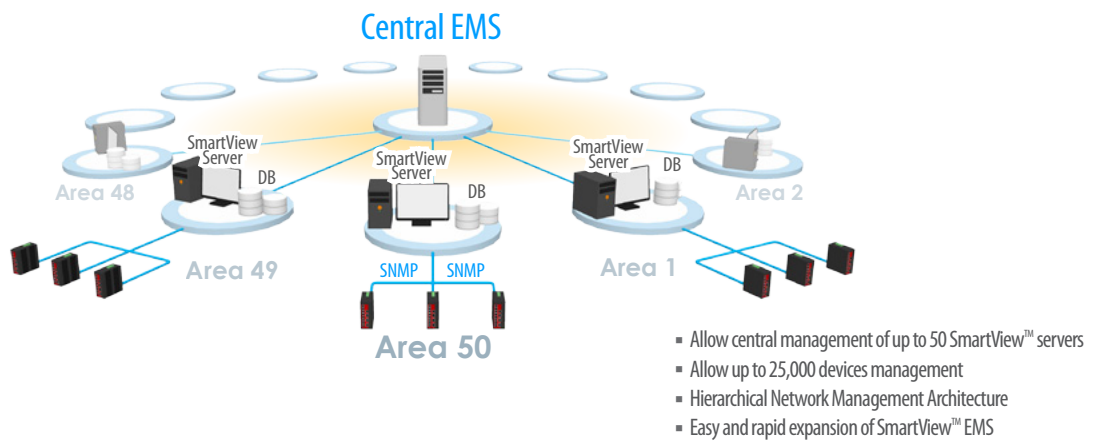 Central EMS
SmartView
Server
DB
Area 48
SmartView
Server
DB
SmartView
Server
DB
Area 2
Area 49
SNMP
SNMP
Area 1
Area 50
▪ Allow central management of up to 50 SmartView™ servers
▪ Allow up to 25,000 devices management
▪ Hierarchical Network Management Architecture
▪ Easy and rapid expansion of SmartView™ EMS